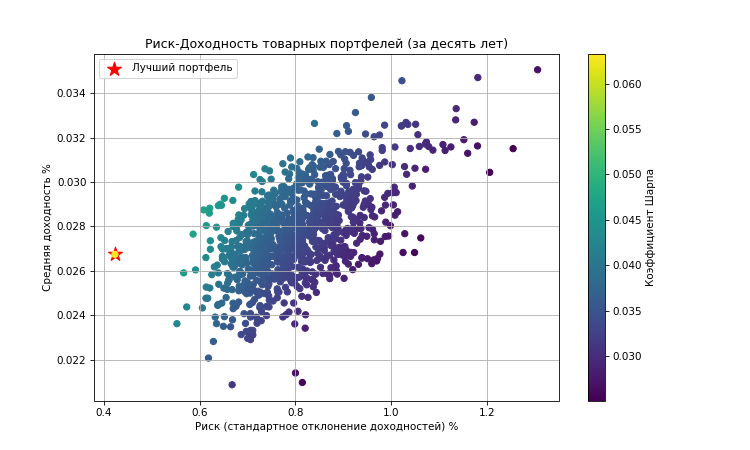 Риск-Доходность товарных портфелей (за десять лет)
Лучший портфель
Средняя доходность %
0.034
0.032
0.030
0.028
0.026
0.024
0.022
0.4 0.6 0.8 1.0 1.2
Риск (стандартное отклонение доходностей) %
0.060
0.055
0.050
0.045
0.040
0.035
0.030
Коэффициент Шарпа